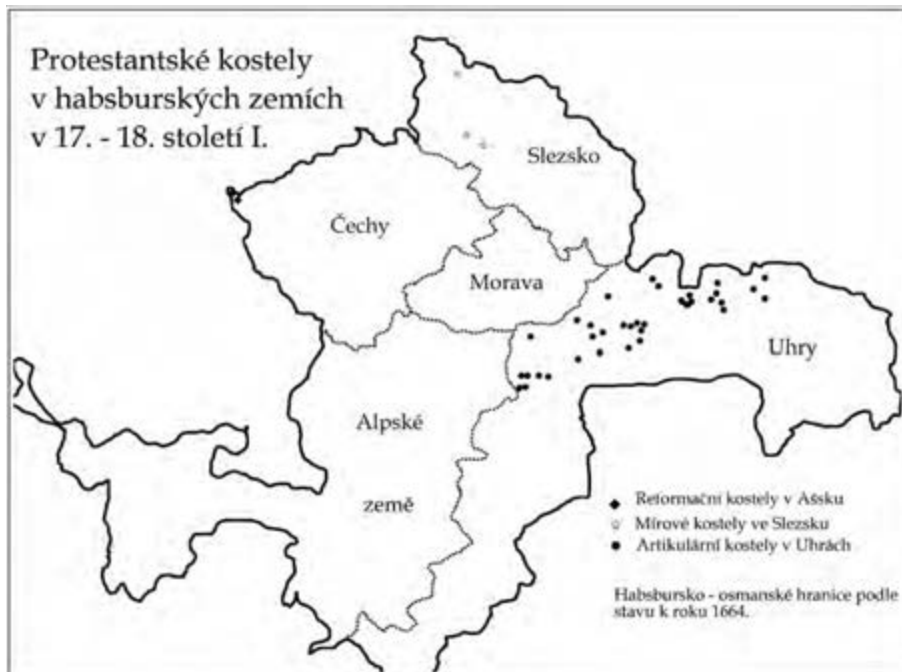 Protestantské kostely
v habsburských zemích
v 17. - 18. století I.
Slezsko
Čechy
Morava
Uhry
Alpské
země
Reformační kostely v Ašsku
Mírové kostely ve Slezsku
Artikulární kostely v Uhrách
Habsbursko - osmanské hranice podle
stavu k roku 1664.